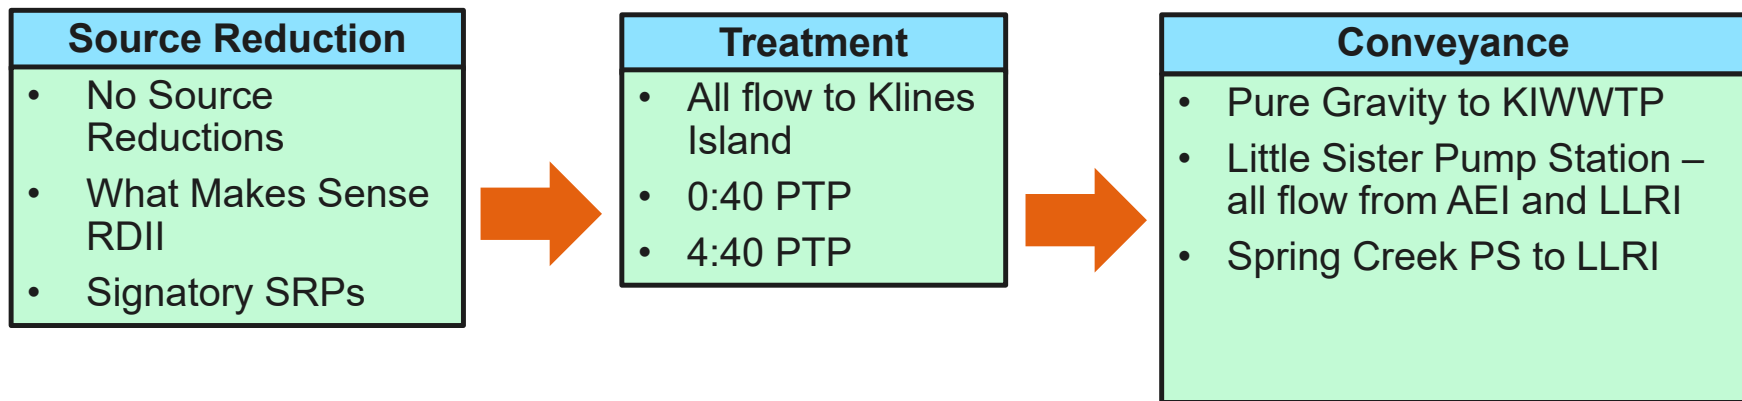 Source Reduction
• No Source
Reductions
• What Makes Sense
RDII
• Signatory SRPs
Treatment
• All flow to Klines
Island
• 0:40 PTP
• 4:40 PTP
Conveyance
• Pure Gravity to KIWWTP
• Little Sister Pump Station –
all flow from AEI and LLRI
• Spring Creek PS to LLRI